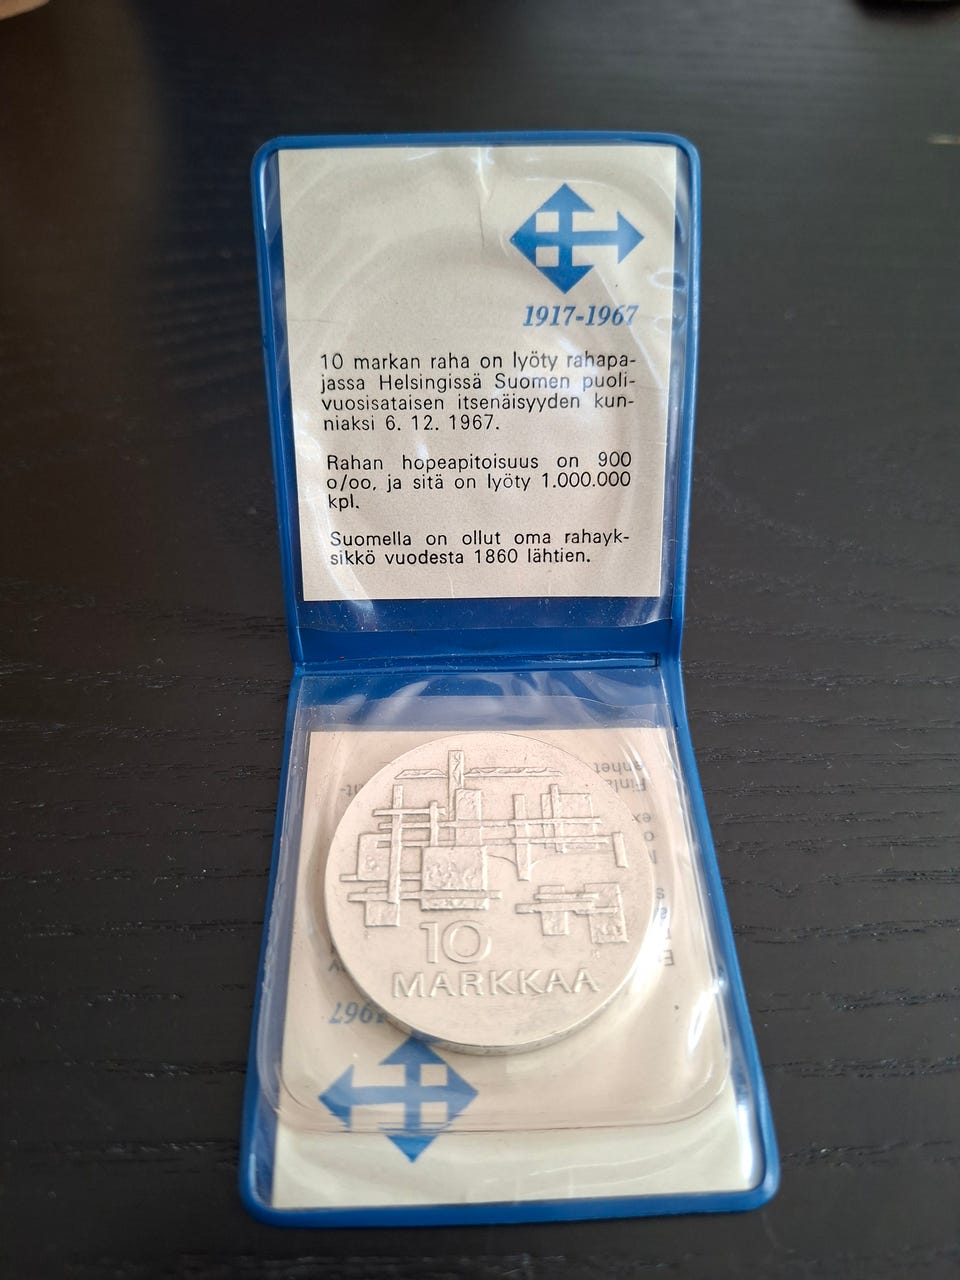 1917-1967
10 markan raha on lyöty rahapa-
jassa Helsingissä Suomen puoli-
vuosisataisen itsenäisyyden kun-
niaksi 6. 12. 1967.
Rahan hopeapitoisuus on 900
o/oo, ja sitä on lyöty 1.000.000
kpl.
Suomella on ollut oma rahayk-
sikkö vuodesta 1860 lähtien.
10
MARKKAA
1967